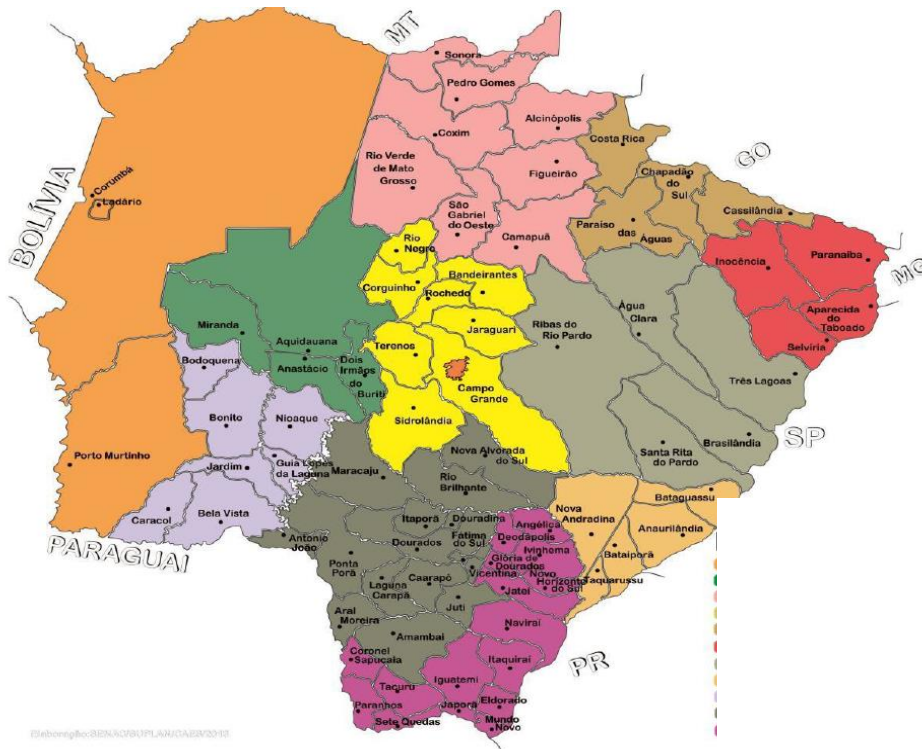 MT
Sonora
Pedro Gomes
Alcinópolis
Coxim
Costa Rica
GO
Rio Verde
de Mato
Grosso
Figueirão
Chapadão
do
Sul
BOLÍVIA
Corumbá
Ladário
São
Gabriel
do Oeste
Camapuã
Paraíso
das
Águas
Cassilândia
Rio
Negro
Bandeirantes
Inocência
Paranaiba
MG
Corguinho
Rochedo
Água
Clara
Aparecida
do
Taboado
Miranda
Jaraguari
Ribas do
Rio Pardo
Selvíria
Aquidauana
Terenos
Bodoquena
Anastácio
Dois
Irmãos
do
Buriti
Campo
Grande
Três Lagoas
Bonito
Nioaque
Sidrolândia
SP
Porto Murtinho
Jardim
Guia Lopes
da Laguna
Maracaju
Nova Alvorada
do Sul
Santa Rita
do Pardo
Brasilândia
Rio
Brilhante
Bataguassu
Caracol
Bela Vista
Nova
Andradina
Anaurilândia
PARAGUAI
Antonio
João
Itaporã
Douradina
Angélica
Deodápolis
Fatima
do Sul
Dourados
Ivinhema
Bataiporã
Ponta
Porã
Glória de
Dourados
Vicentina
Novo
Horizonte
do Sul
Taquarussu
Laguna
Carapã
Caarapó
Jateí
Juti
Aral
Moreira
Amambai
Naviraí
Coronel
Sapucaia
Itaquiraí
PR
Tacuru
Iguatemi
Paranhos
Japorã
Eldorado
Sete Quedas
Mundo
Novo